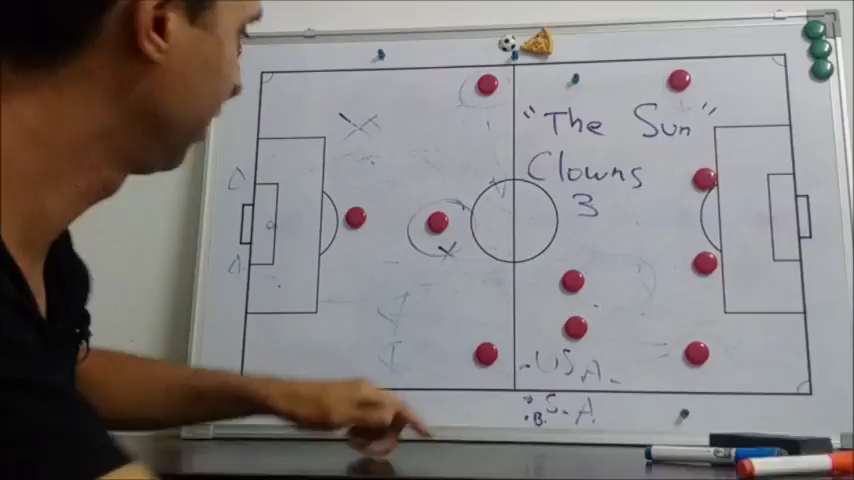 "The Sun"
Clowns
3
USA
S. A.
B.